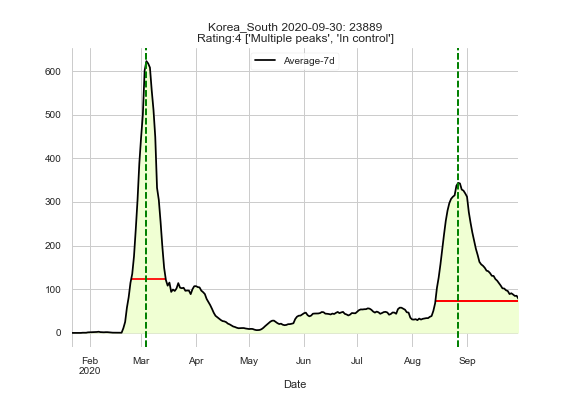 Korea_South 2020-09-30: 23889
Rating:4 ['Multiple peaks', 'In control']
Average-7d
600
500
400
300
200
100
0
Feb Mar Apr May Jun Jul Aug Sep
2020
Date